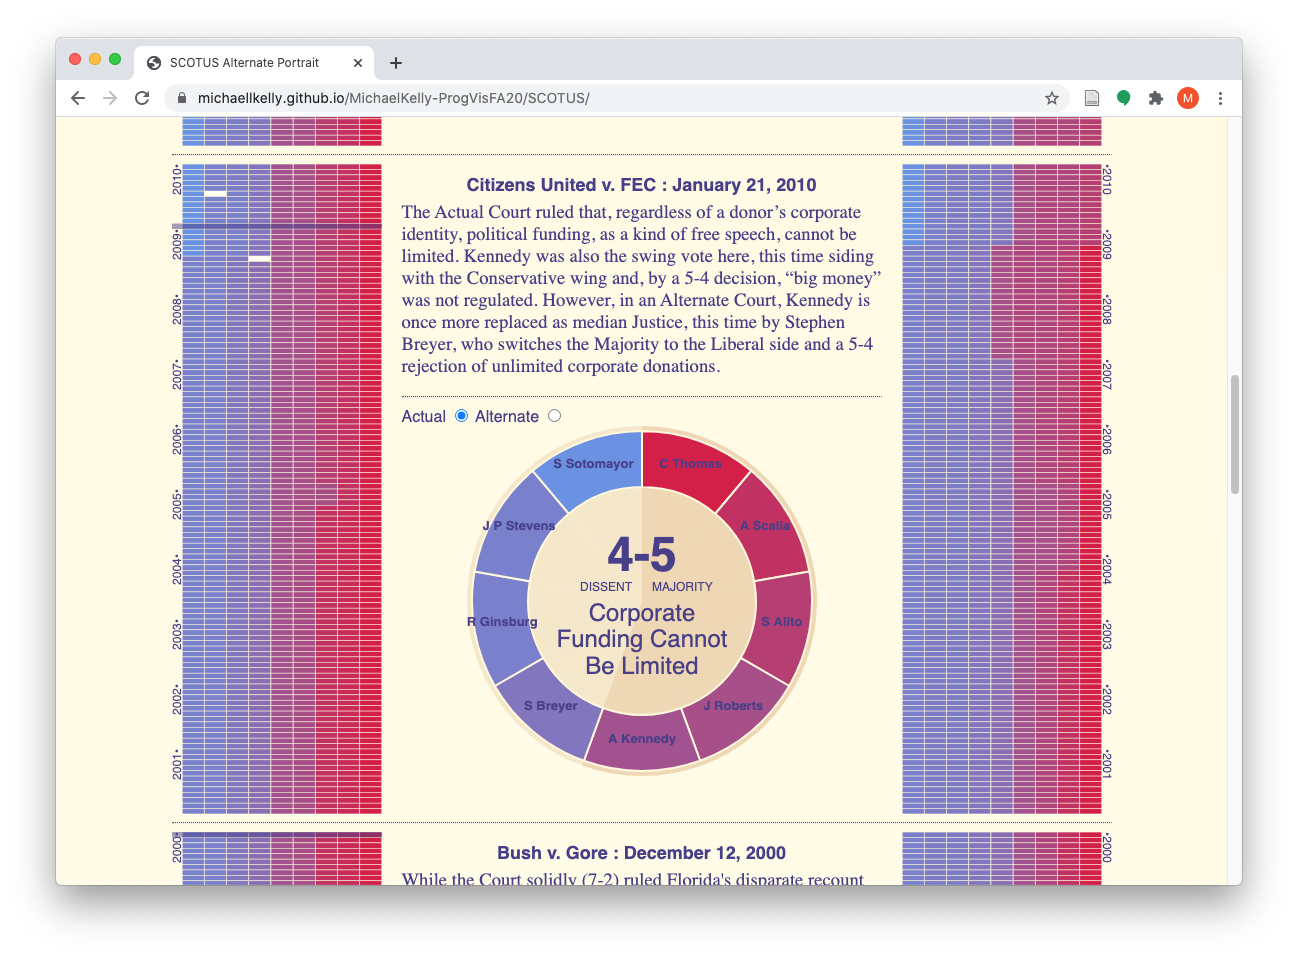 SCOTUS Alternate Portrait
michaellkelly.github.io/MichaelKelly-ProgVisFA20/SCOTUS/
M
2010
2009
2008
2007
2006
2005
2004
2003
2002
2001
2000
Citizens United v. FEC : January 21, 2010
The Actual Court ruled that, regardless of a donor’s corporate
identity, political funding, as a kind of free speech, cannot be
limited. Kennedy was also the swing vote here, this time siding
with the Conservative wing and, by a 5-4 decision, “big money”
was not regulated. However, in an Alternate Court, Kennedy is
once more replaced as median Justice, this time by Stephen
Breyer, who switches the Majority to the Liberal side and a 5-4
rejection of unlimited corporate donations.
Actual Alternate
S Sotomayor C Thomas
J P Stevens A Scalia
4-5
DISSENT MAJORITY
Corporate
Funding Cannot
Be Limited
R Ginsburg S Alito
S Breyer J Roberts
A Kennedy
Bush v. Gore : December 12, 2000
While the Court solidly (7-2) ruled Florida's disparate recount
2010
2009
2008
2007
2006
2005
2004
2003
2002
2001
2000